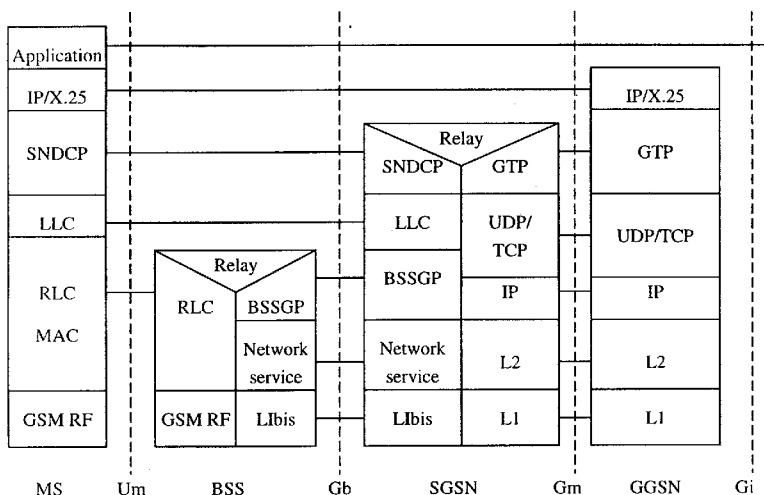 Application
IP/X.25
IP/X.25
Relay
SNDCP
SNDCP
GTP
GTP
LLC
LLC
UDP/
TCP
UDP/TCP
Relay
RLC
MAC
RLC
BSSGP
BSSGP
IP
IP
Network
service
Network
service
L2
L2
GSM RF
GSM RF
LIbis
LIbis
L1
L1
MS
Um
BSS
Gb
SGSN
Gm
GGSN
Gi